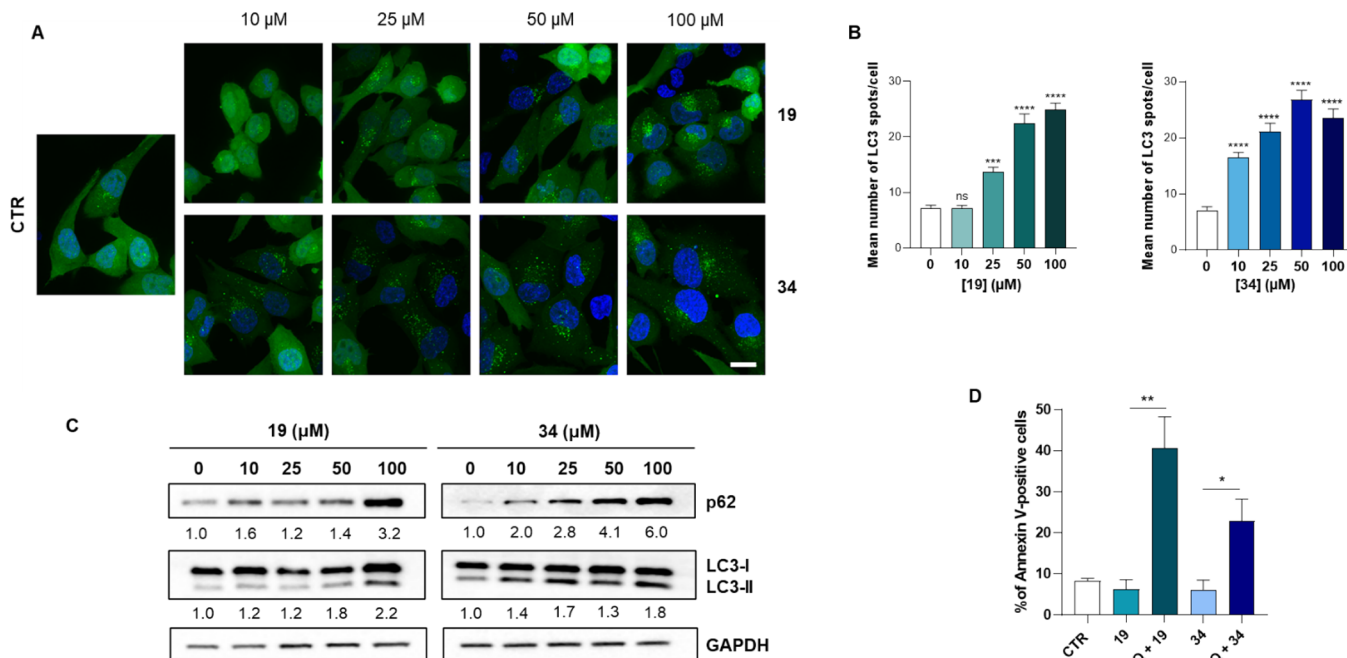 A
10 µM 25 µM 50 µM 100 µM
CTR
19
34
B
Mean number of LC3 spots/cell
30
20
10
0
ns
***
****
****
0 10 25 50 100
[19] (µM)
Mean number of LC3 spots/cell
30
20
10
0
****
****
****
****
0 10 25 50 100
[34] (µM)
C
19 (µM) 34 (µM)
0 10 25 50 100 0 10 25 50 100
p62
1.0 1.6 1.2 1.4 3.2 1.0 2.0 2.8 4.1 6.0
LC3-I
LC3-II
1.0 1.2 1.2 1.8 2.2 1.0 1.4 1.7 1.3 1.8
GAPDH
D
% of Annexin V-positive cells
50
40
30
20
10
0
**
*
CTR 19 + 19 34 + 34